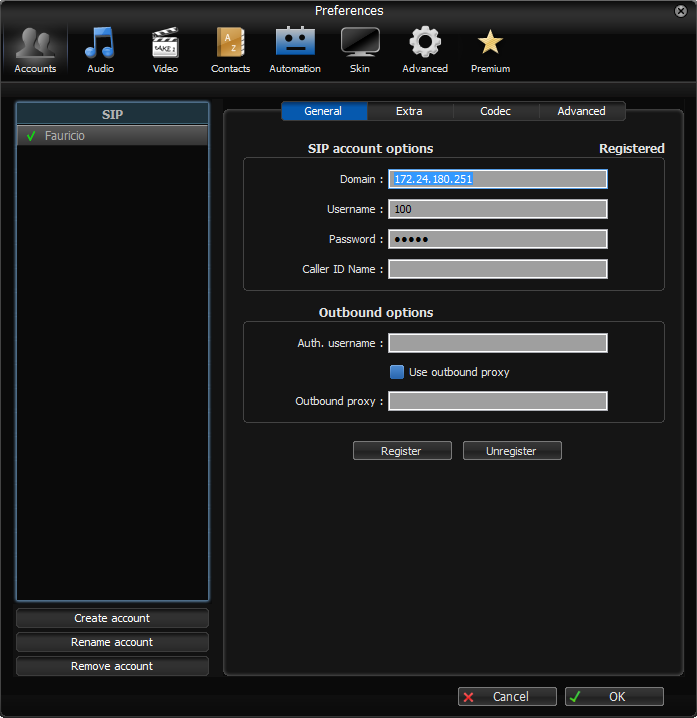 Preferences
Accounts Audio Video Contacts Automation Skin Advanced Premium
SIP
Fauricio
General Extra Codec Advanced
SIP account options Registered
Domain : 172.24.180.251
Username : 100
Password : •••••
Caller ID Name :
Outbound options
Auth. username :
Use outbound proxy
Outbound proxy :
Register Unregister
Create account
Rename account
Remove account
Cancel OK